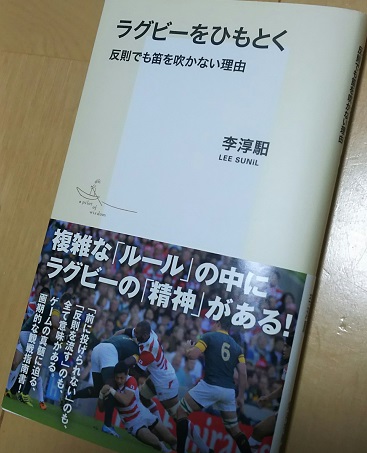 ラグビーをひもとく
反則でも笛を吹かない理由
李淳馹
LEE SUNIL
a pilot
of
wisdom
複雑な「ルール」の中に
ラグビーの「精神」がある!
「前に投げられない」のも、
「反則を流す」のも、
全て意味がある
ゲームの真髄に迫る
画期的な観戦指南書!
6